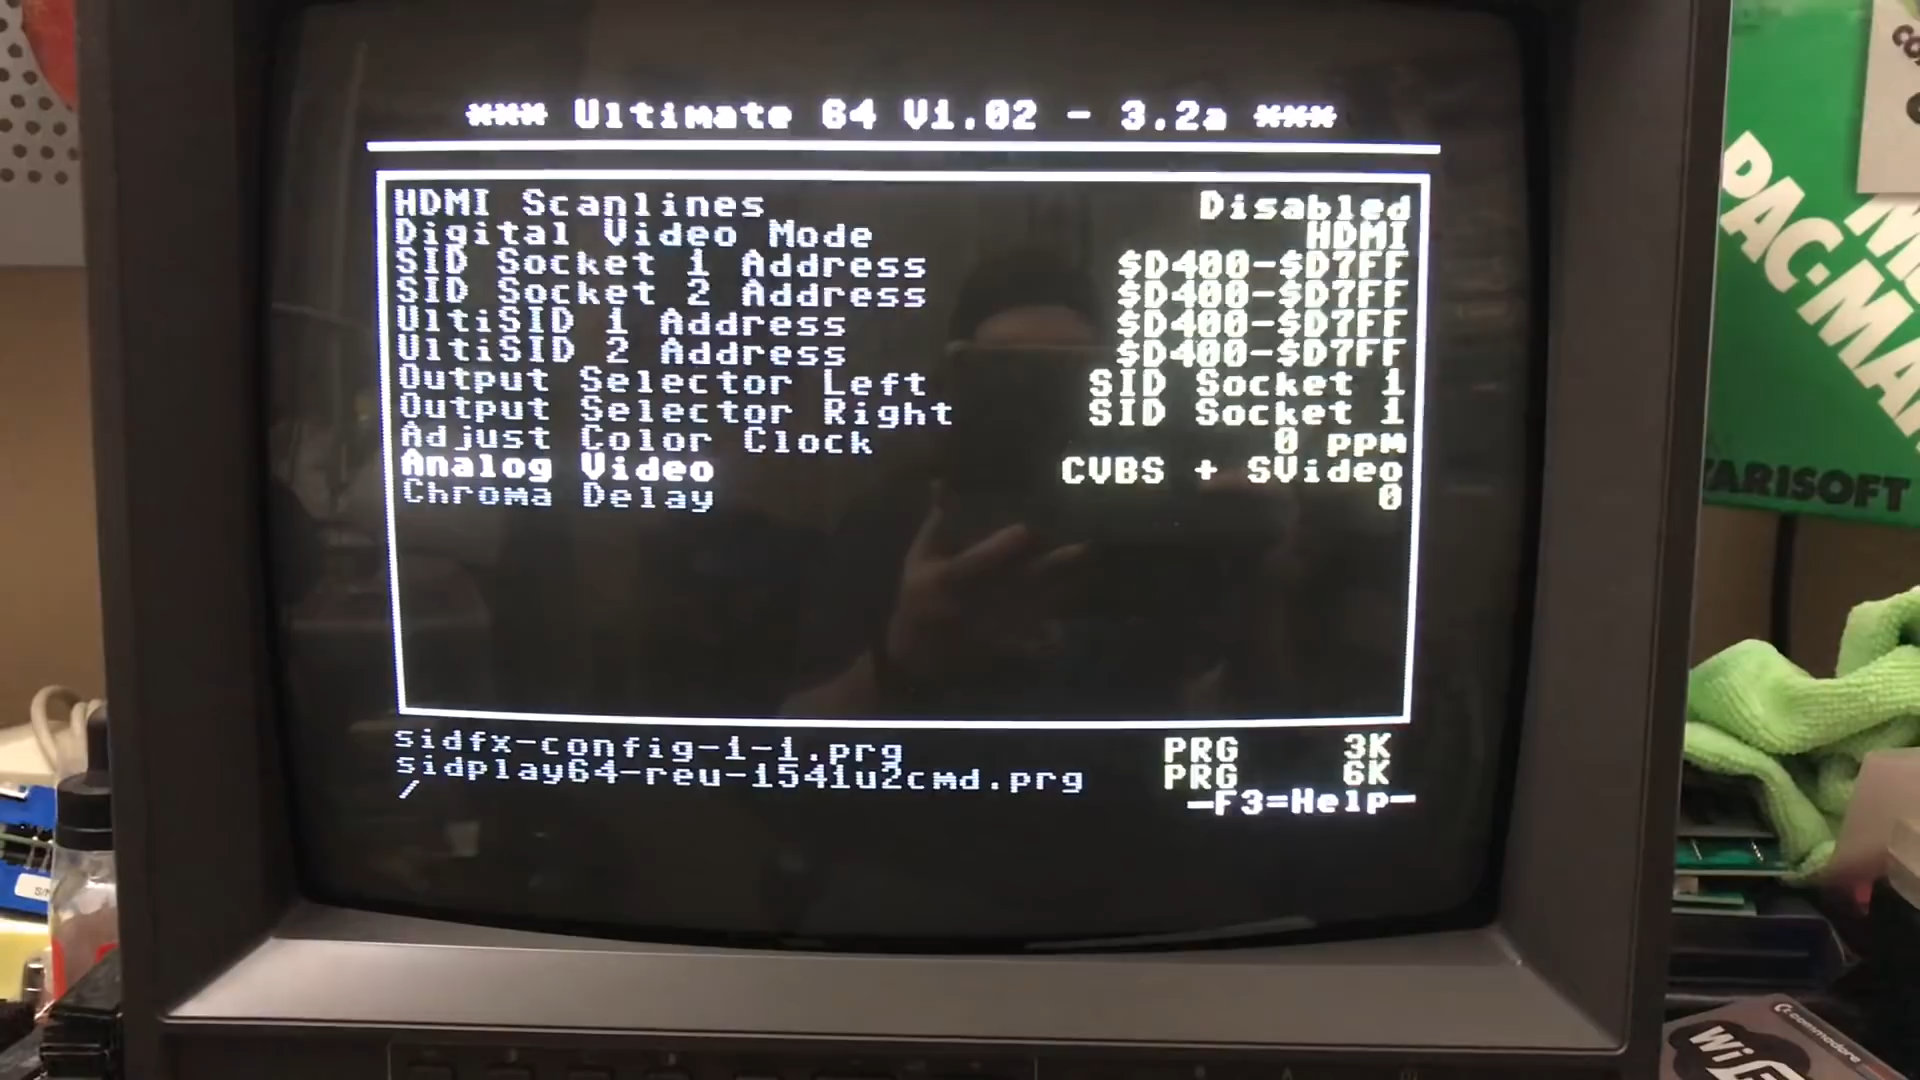 *** Ultimate 64 V1.02 - 3.2a ***
HDMI Scanlines Disabled
Digital Video Mode HDMI
SID Socket 1 Address $D400-$D7FF
SID Socket 2 Address $D400-$D7FF
UltiSID 1 Address $D400-$D7FF
UltiSID 2 Address $D400-$D7FF
Output Selector Left SID Socket 1
Output Selector Right SID Socket 1
Adjust Color Clock 0 ppm
Analog Video CVBS + SVideo
Chroma Delay 0
sidfx-config-1-1.prg PRG 3K
sidplay64-reu-1541u2cmd.prg PRG 6K
/
-F3=Help-
PAC-MAN
ATARISOFT
commodore